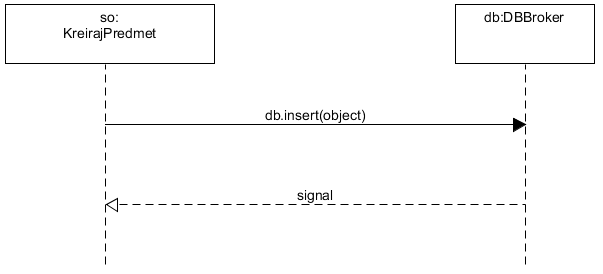 so:
KreirajPredmet
db:DBBroker
db.insert(object)
signal